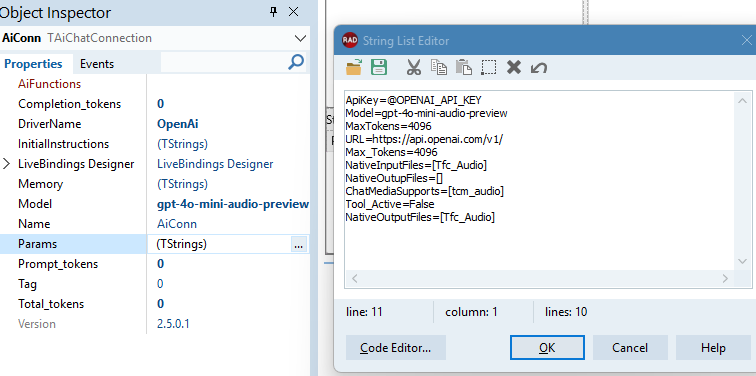 Object Inspector
AiConn TAiChatConnection
Properties Events
AiFunctions
Completion_tokens 0
DriverName OpenAi
InitialInstructions (TStrings)
LiveBindings Designer LiveBindings Designer
Memory (TStrings)
Model gpt-4o-mini-audio-preview
Name AiConn
Params (TStrings) ...
Prompt_tokens 0
Tag 0
Total_tokens 0
Version 2.5.0.1
RAD String List Editor
ApiKey=@OPENAI_API_KEY
Model=gpt-4o-mini-audio-preview
MaxTokens=4096
URL=https://api.openai.com/v1/
Max_Tokens=4096
NativeInputFiles=[Tfc_Audio]
NativeOutupFiles=[]
ChatMediaSupports=[tcm_audio]
Tool_Active=False
NativeOutputFiles=[Tfc_Audio]
line: 11 column: 1 lines: 10
Code Editor... OK Cancel Help